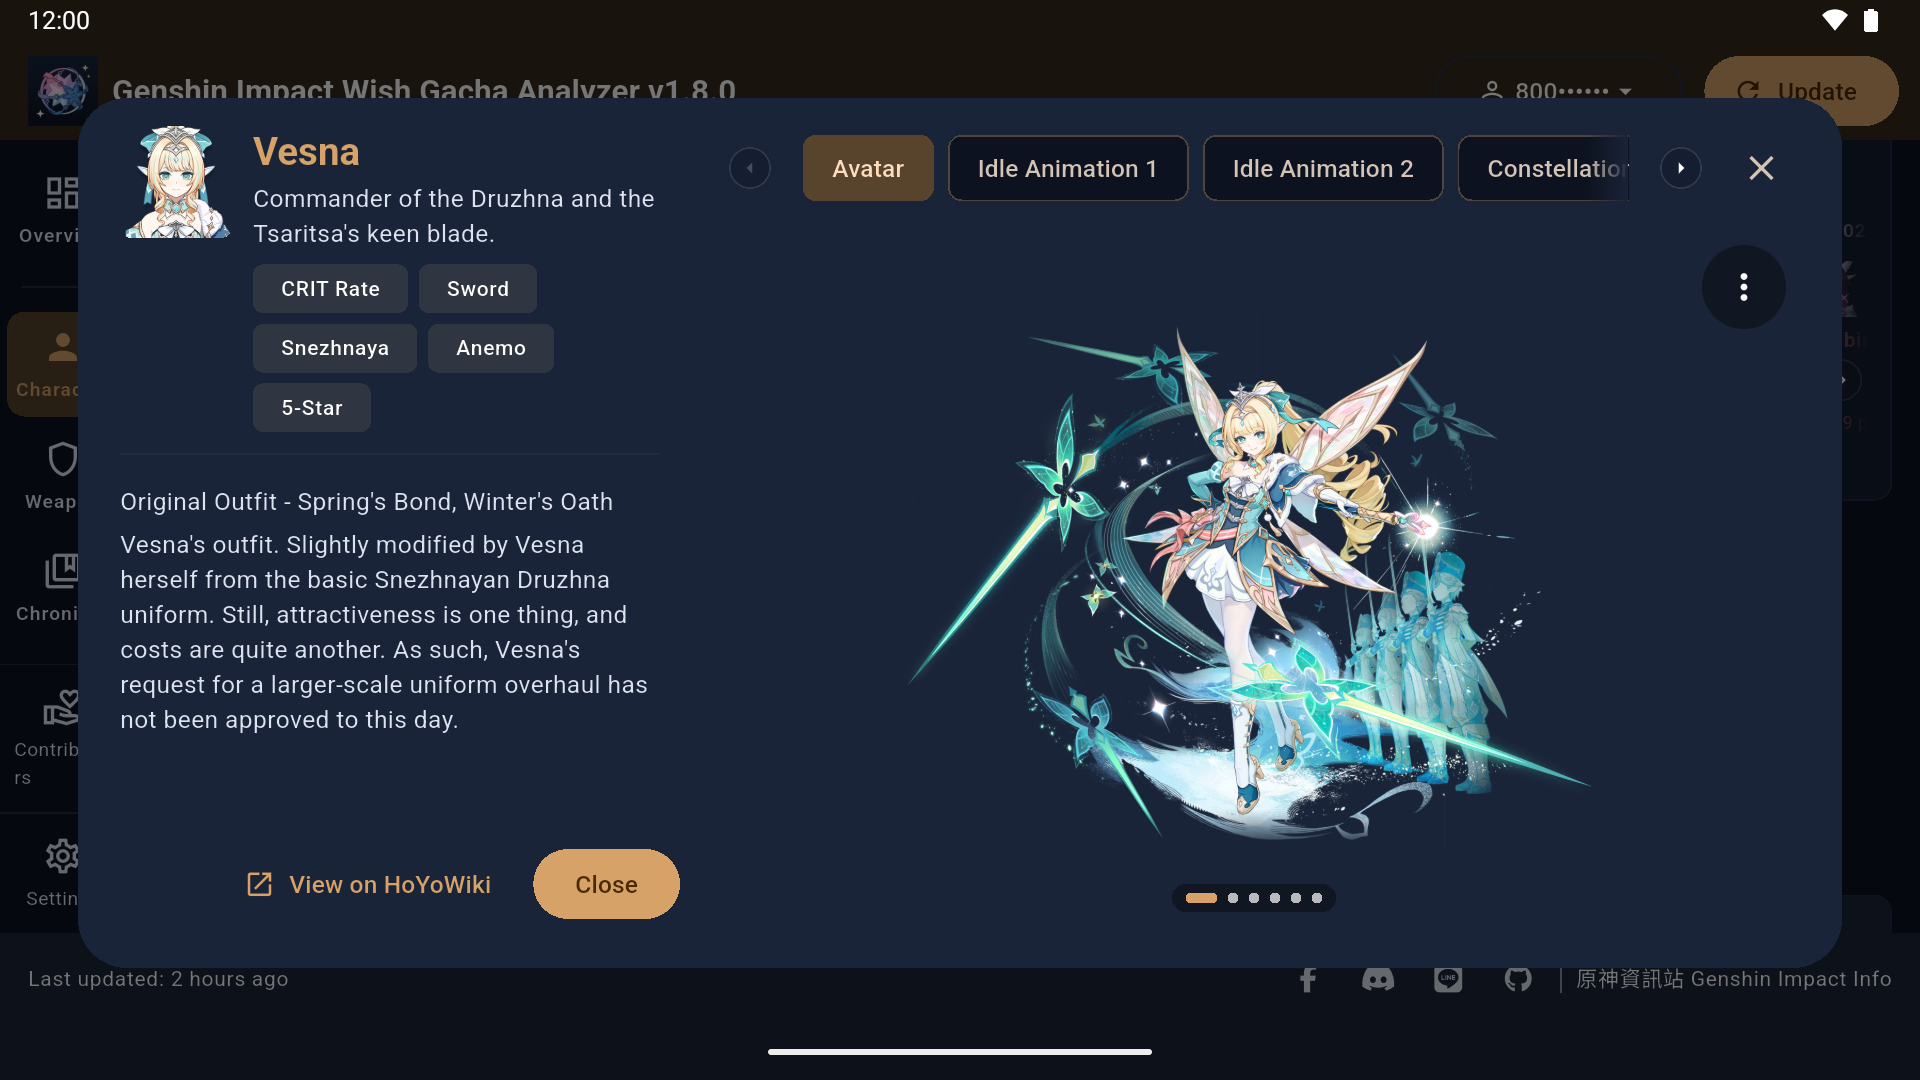 12:00
Genshin Impact Wish Gacha Analyzer v1.8.0
800••••••
Update
Vesna
Commander of the Druzhna and the
Tsaritsa's keen blade.
CRIT Rate
Sword
Snezhnaya
Anemo
5-Star
Avatar
Idle Animation 1
Idle Animation 2
Constellation
Original Outfit - Spring's Bond, Winter's Oath
Vesna's outfit. Slightly modified by Vesna
herself from the basic Snezhnayan Druzhna
uniform. Still, attractiveness is one thing, and
costs are quite another. As such, Vesna's
request for a larger-scale uniform overhaul has
not been approved to this day.
View on HoYoWiki
Close
Overvi
Charac
Weap
Chroni
Contrib
rs
Settin
02
9 p
Last updated: 2 hours ago
LINE
原神資訊站 Genshin Impact Info